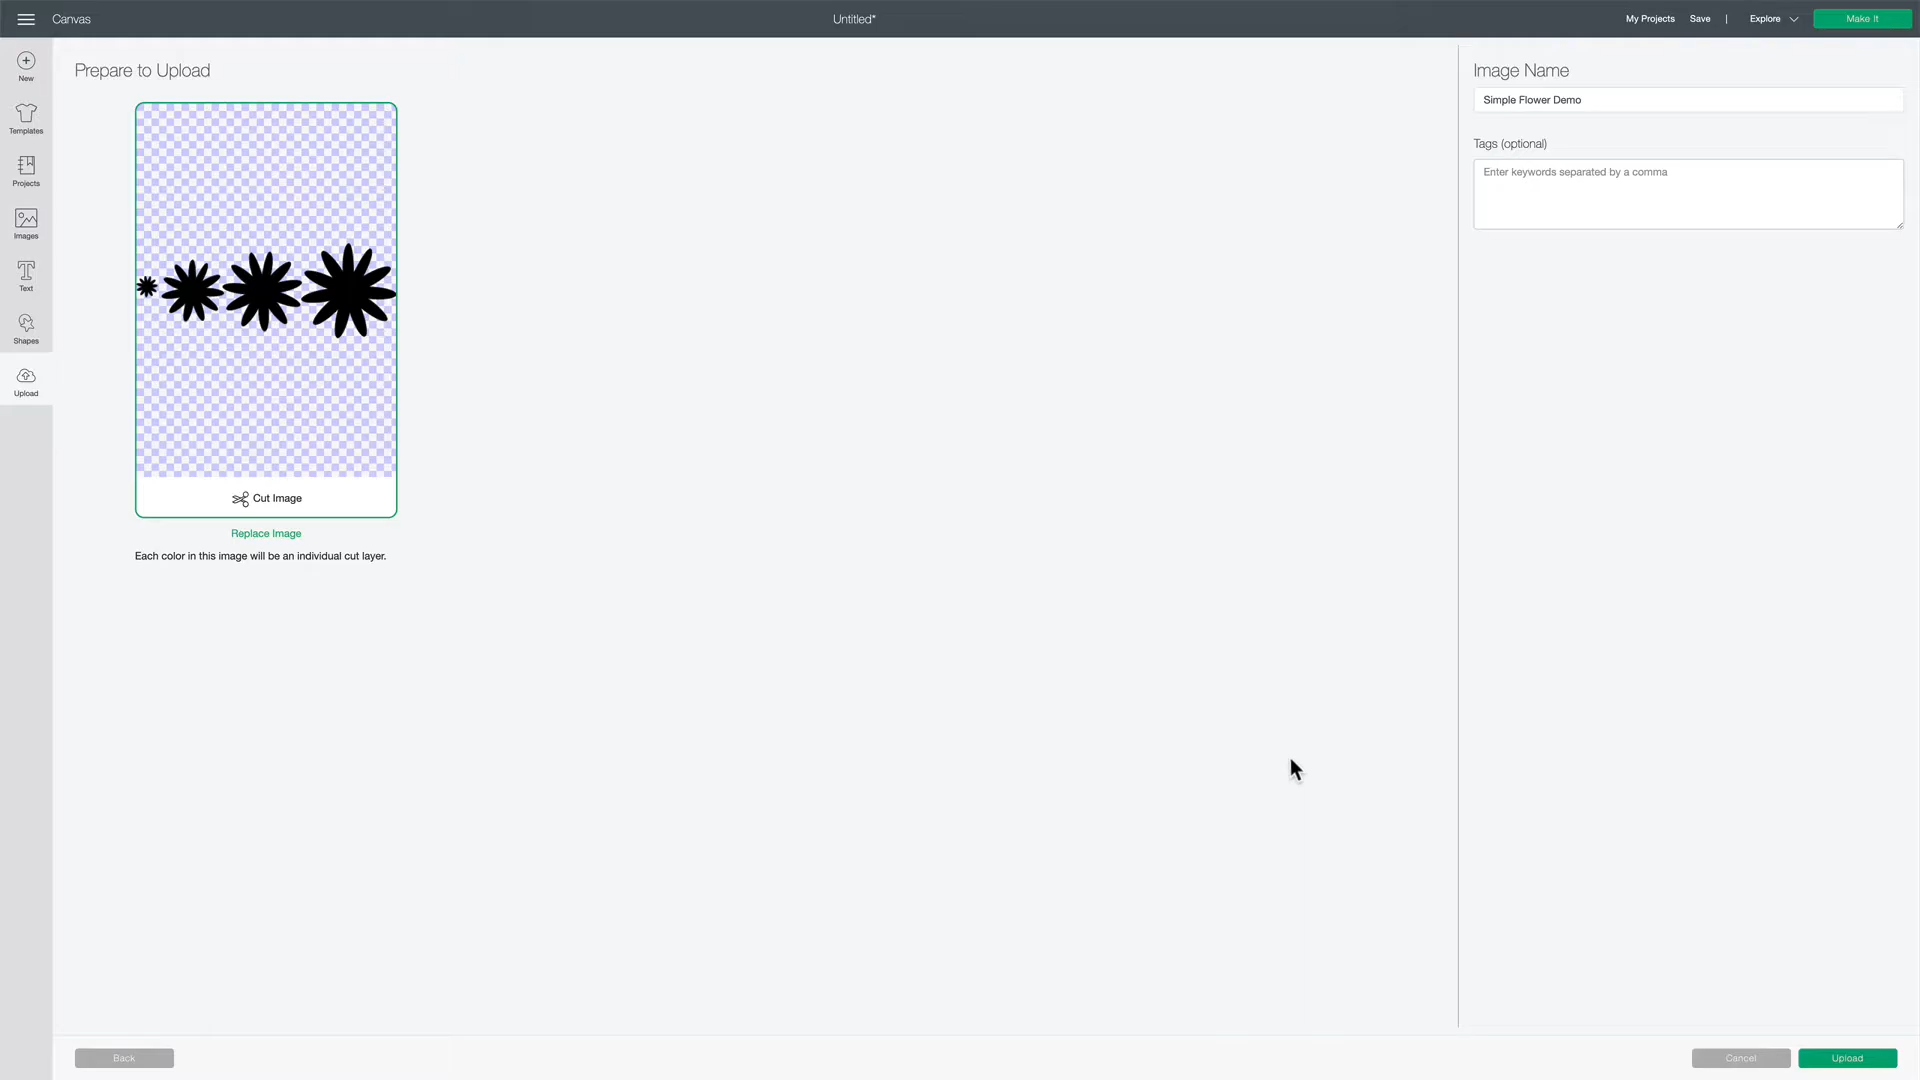 Canvas
Untitled*
My Projects
Save
|
Explore
Make It
New
Templates
Projects
Images
Text
Shapes
Upload
Prepare to Upload
Cut Image
Replace Image
Each color in this image will be an individual cut layer.
Image Name
Simple Flower Demo
Tags (optional)
Enter keywords separated by a comma
Back
Cancel
Upload